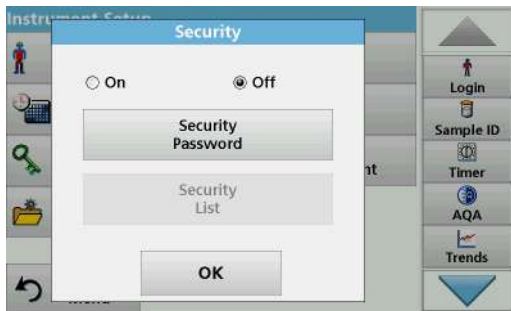 Security
On
Off
Security
Password
Security
List
OK
Login
Sample ID
Timer
AQA
Trends